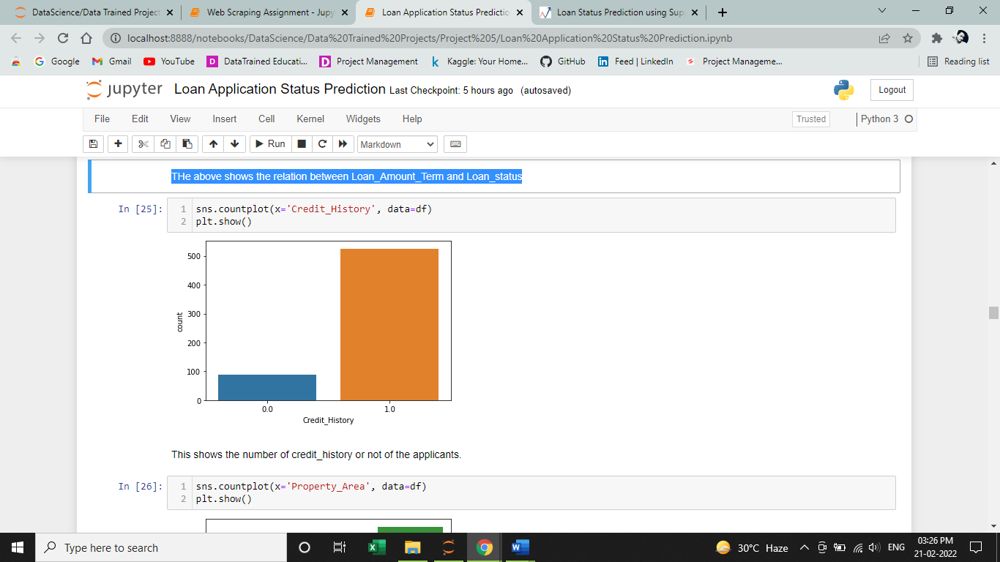 DataScience/Data Trained Project
Web Scraping Assignment - Jupy
Loan Application Status Predictio
Loan Status Prediction using Sup
localhost:8888/notebooks/DataScience/Data%20Trained%20Projects/Project%205/Loan%20Application%20Status%20Prediction.ipynb
Google Gmail YouTube DataTrained Educati... Project Management Kaggle: Your Home... GitHub Feed | LinkedIn Project Manageme... Reading list
jupyter Loan Application Status Prediction Last Checkpoint: 5 hours ago (autosaved) Logout
File Edit View Insert Cell Kernel Widgets Help Trusted Python 3
Run Markdown
THe above shows the relation between Loan_Amount_Term and Loan_status
In [25]: 1 sns.countplot(x='Credit_History', data=df)
2 plt.show()
500
400
300
200
100
0
count
0.0 1.0
Credit_History
This shows the number of credit_history or not of the applicants.
In [26]: 1 sns.countplot(x='Property_Area', data=df)
2 plt.show()
Type here to search
30°C Haze
ENG
03:26 PM
21-02-2022